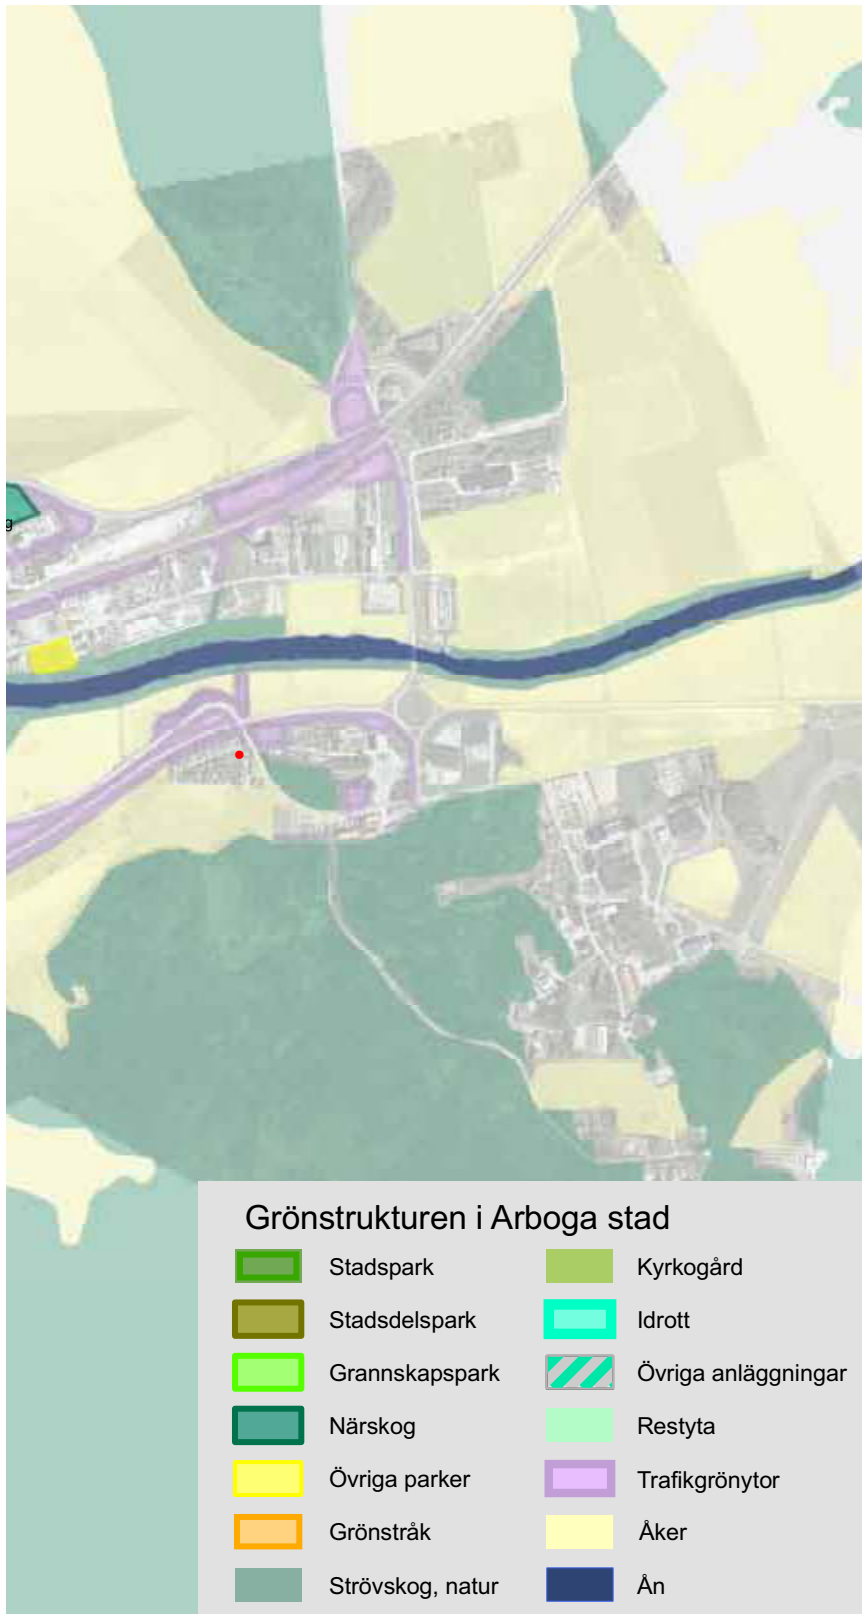 g
Grönstrukturen i Arboga stad
Stadspark
Stadsdelspark
Grannskapspark
Närskog
Övriga parker
Grönstråk
Strövskog, natur
Kyrkogård
Idrott
Övriga anläggningar
Restyta
Trafikgrönytor
Åker
Ån